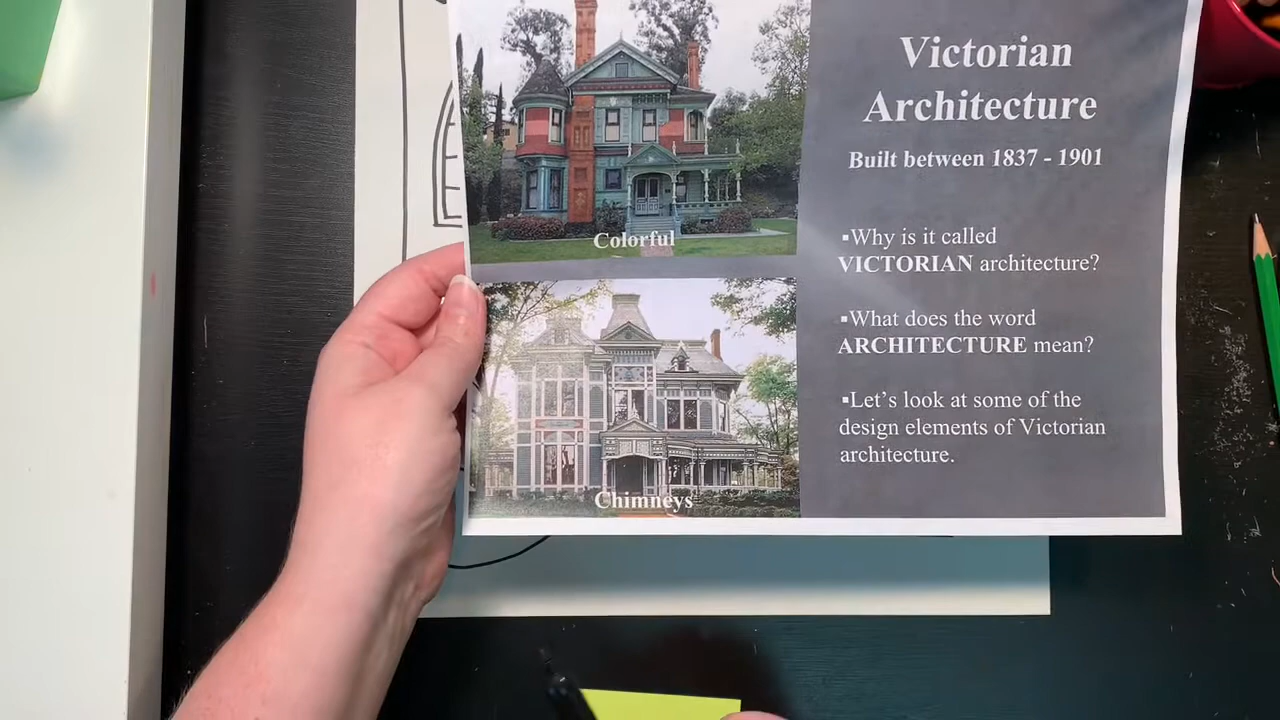 Victorian
Architecture
Built between 1837 - 1901
▪Why is it called
VICTORIAN architecture?
▪What does the word
ARCHITECTURE mean?
▪Let's look at some of the
design elements of Victorian
architecture.
Colorful
Chimneys